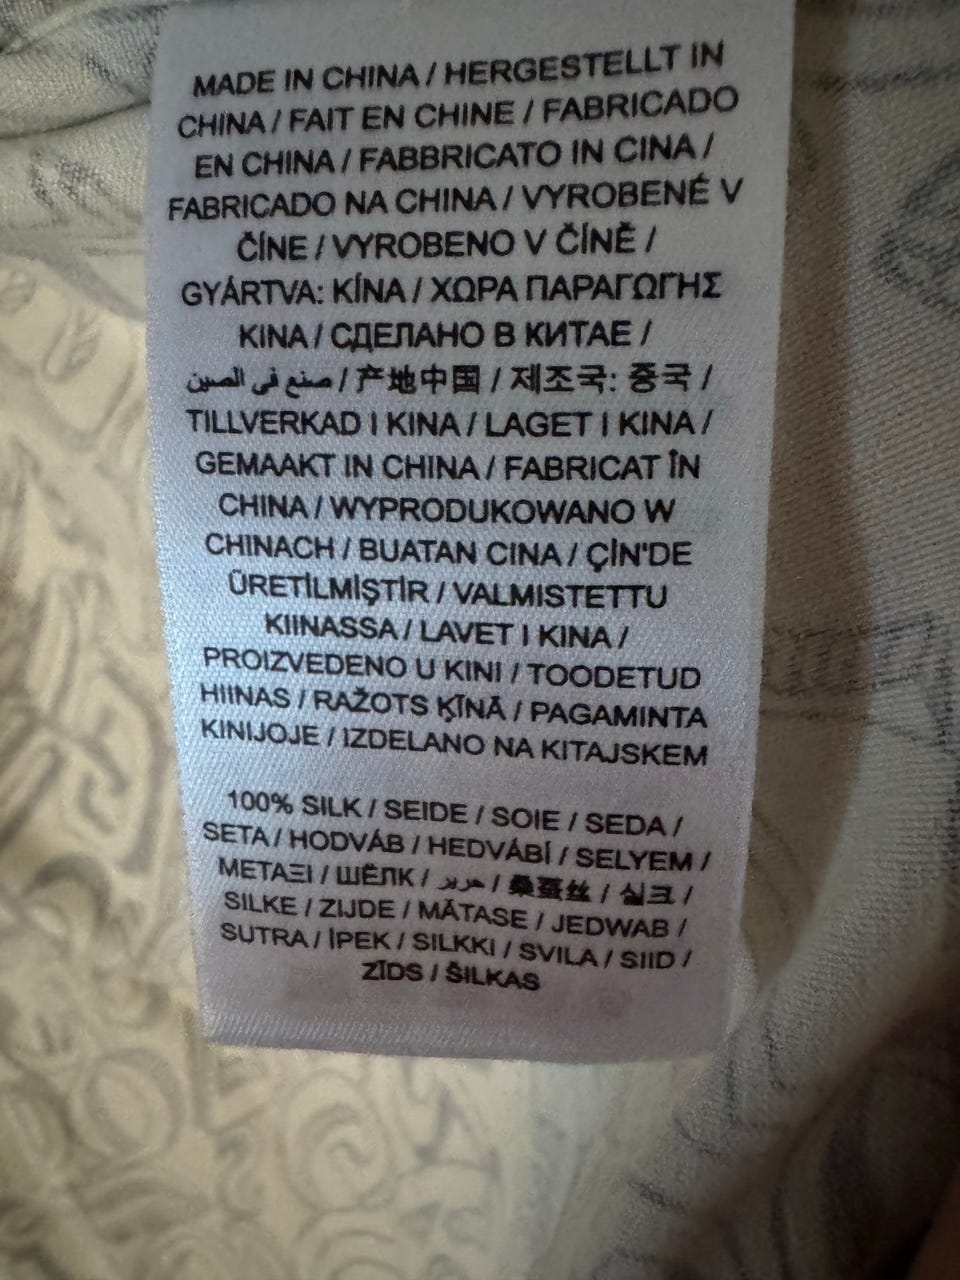 MADE IN CHINA / HERGESTELLT IN
CHINA / FAIT EN CHINE / FABRICADO
EN CHINA / FABBRICATO IN CINA /
FABRICADO NA CHINA / VYROBENÉ V
ČÍNE / VYROBENO V ČÍNĚ /
GYÁRTVA: KÍNA / ΧΩΡΑ ΠΑΡΑΓΩΓΗΣ
ΚΙΝΑ / СДЕЛАНО В КИТАЕ /
صنع في الصين / 产地中国 / 제조국: 중국 /
TILLVERKAD I KINA / LAGET I KINA /
GEMAAKT IN CHINA / FABRICAT ÎN
CHINA / WYPRODUKOWANO W
CHINACH / BUATAN CINA / ÇİN'DE
ÜRETİLMİŞTİR / VALMISTETTU
KIINASSA / LAVET I KINA /
PROIZVEDENO U KINI / TOODETUD
HIINAS / RAŽOTS ĶĪNĀ / PAGAMINTA
KINIJOJE / IZDELANO NA KITAJSKEM
100% SILK / SEIDE / SOIE / SEDA /
SETA / HODVÁB / HEDVÁBÍ / SELYEM /
ΜΕΤΑΞΙ / ШЁЛК / حرير / 桑蚕丝 / 실크 /
SILKE / ZIJDE / MĂTASE / JEDWAB /
SUTRA / İPEK / SILKKI / SVILA / SIID /
ZĪDS / ŠILKAS